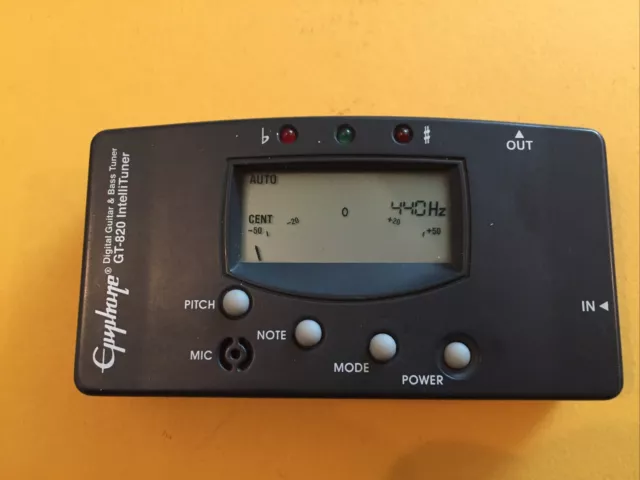 ♭ ♯
OUT
AUTO
440Hz
CENT -20 0 +20
-50 +50
IN
PITCH
NOTE
MIC
MODE
POWER
Epiphone® Digital Guitar & Bass Tuner
GT-820 IntelliTuner